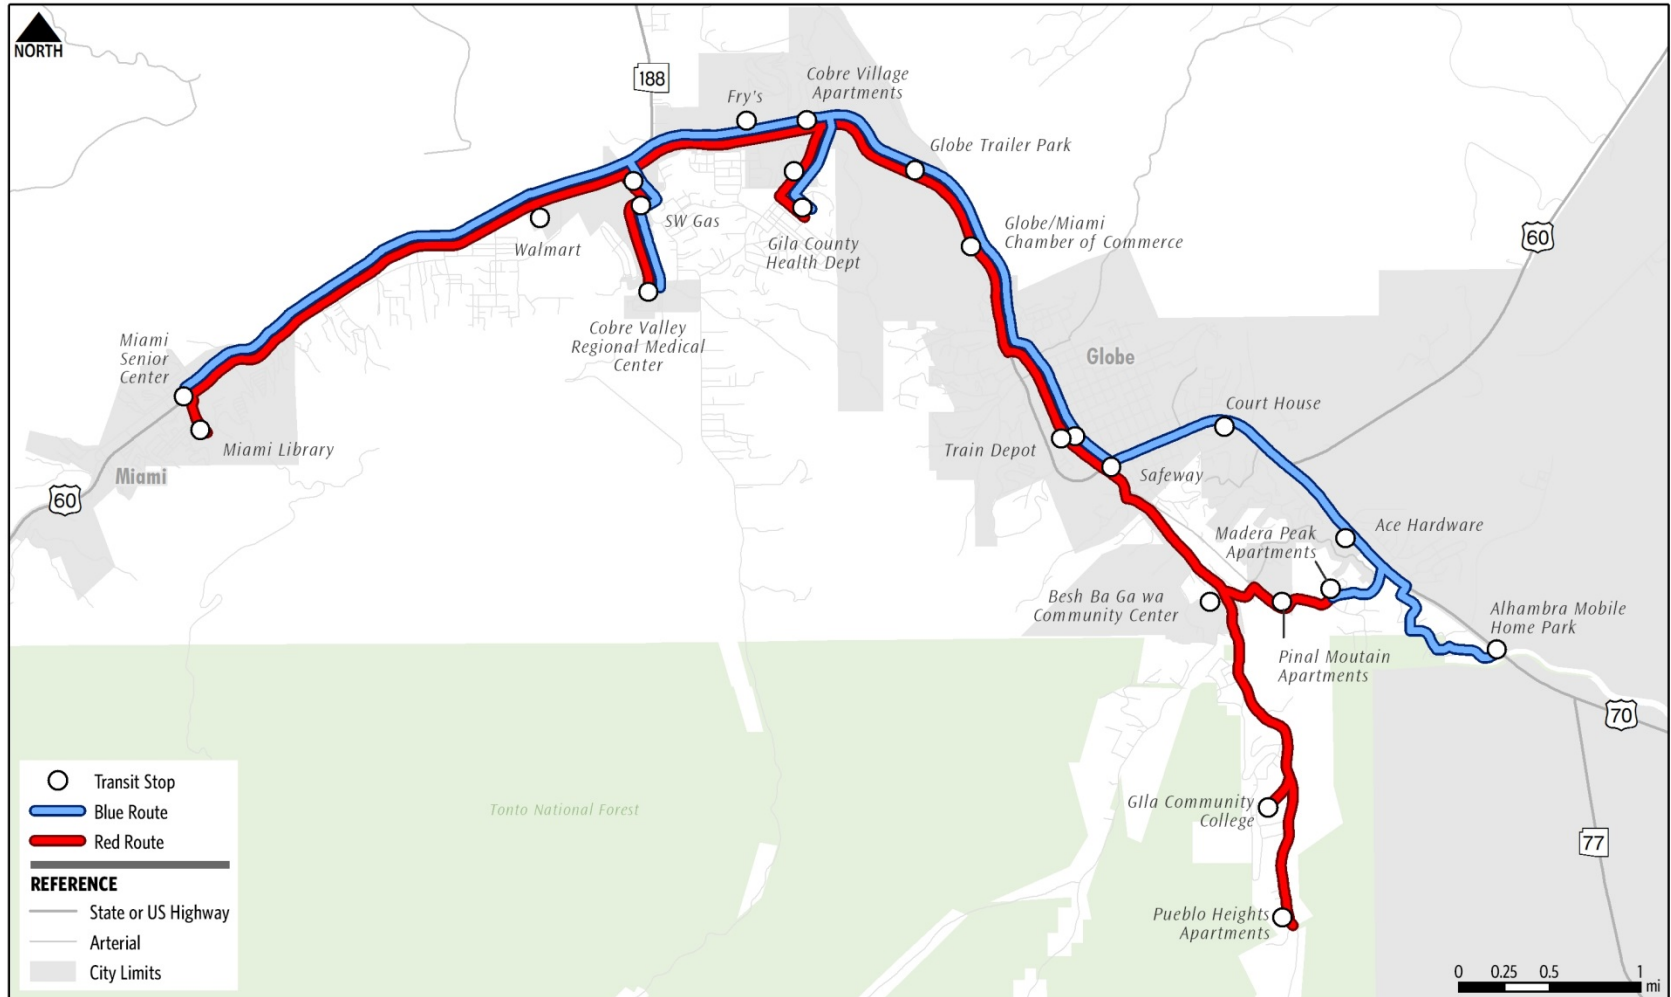 NORTH
188
Cobre Village
Apartments
Fry's
Globe Trailer Park
SW Gas
Walmart
Gila County
Health Dept
Globe/Miami
Chamber of Commerce
60
Miami
Senior
Center
Cobre Valley
Regional Medical
Center
Globe
Court House
Miami Library
Train Depot
Safeway
Miami
60
Ace Hardware
Madera Peak
Apartments
Besh Ba Ga wa
Community Center
Alhambra Mobile
Home Park
Pinal Moutain
Apartments
70
Transit Stop
Blue Route
Red Route
REFERENCE
State or US Highway
Arterial
City Limits
Tonto National Forest
GIla Community
College
77
Pueblo Heights
Apartments
0 0.25 0.5 1
mi